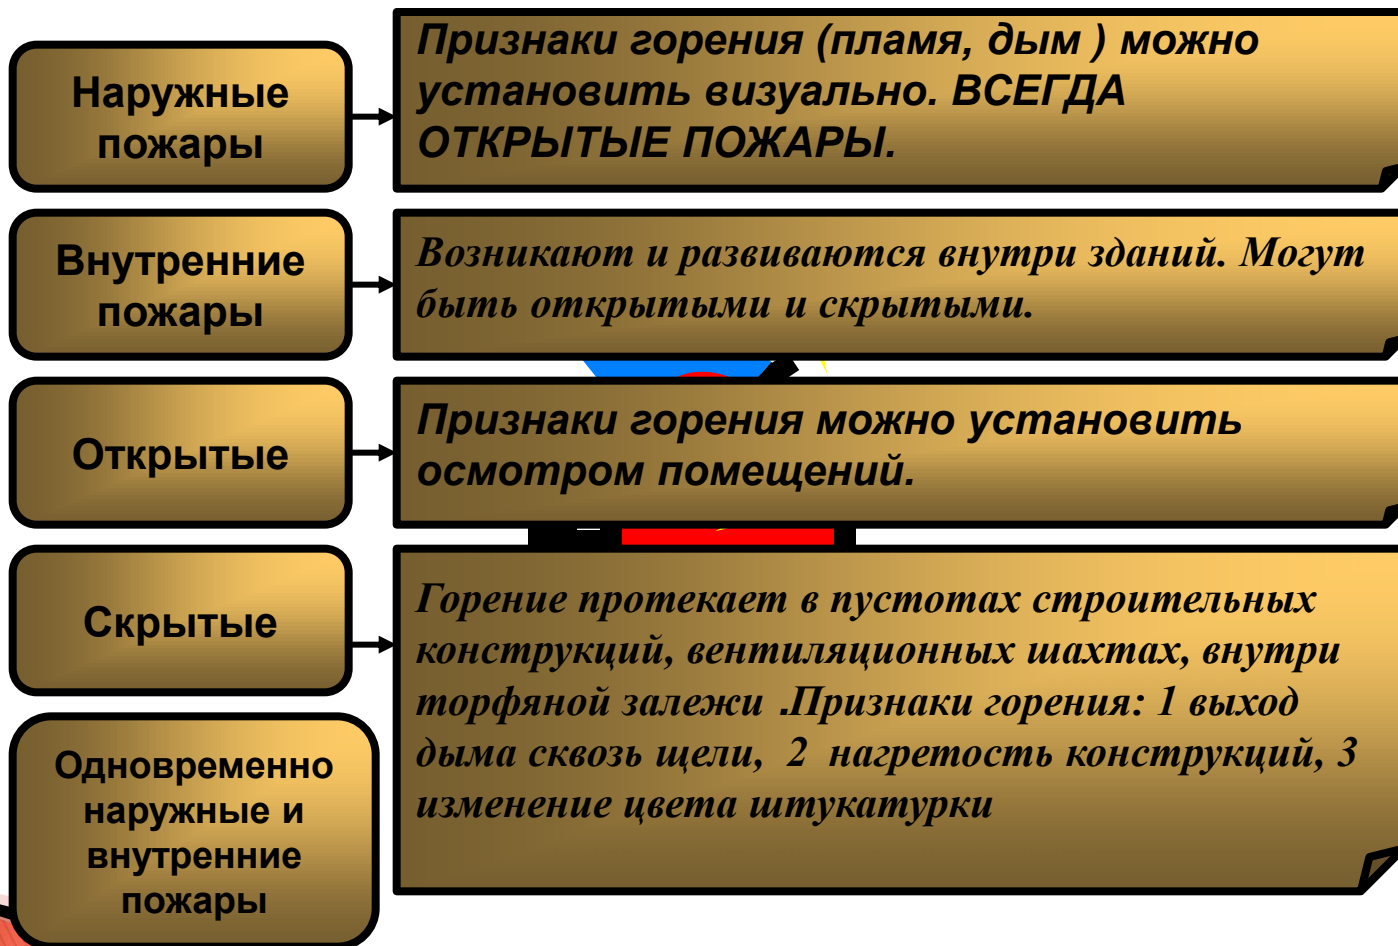 Наружные
пожары
Признаки горения (пламя, дым ) можно
установить визуально. ВСЕГДА
ОТКРЫТЫЕ ПОЖАРЫ.
Внутренние
пожары
Возникают и развиваются внутри зданий. Могут
быть открытыми и скрытыми.
Открытые
Признаки горения можно установить
осмотром помещений.
Скрытые
Горение протекает в пустотах строительных
конструкций, вентиляционных шахтах, внутри
торфяной залежи .Признаки горения: 1 выход
дыма сквозь щели, 2 нагретость конструкций, 3
изменение цвета штукатурки
Одновременно
наружные и
внутренние
пожары